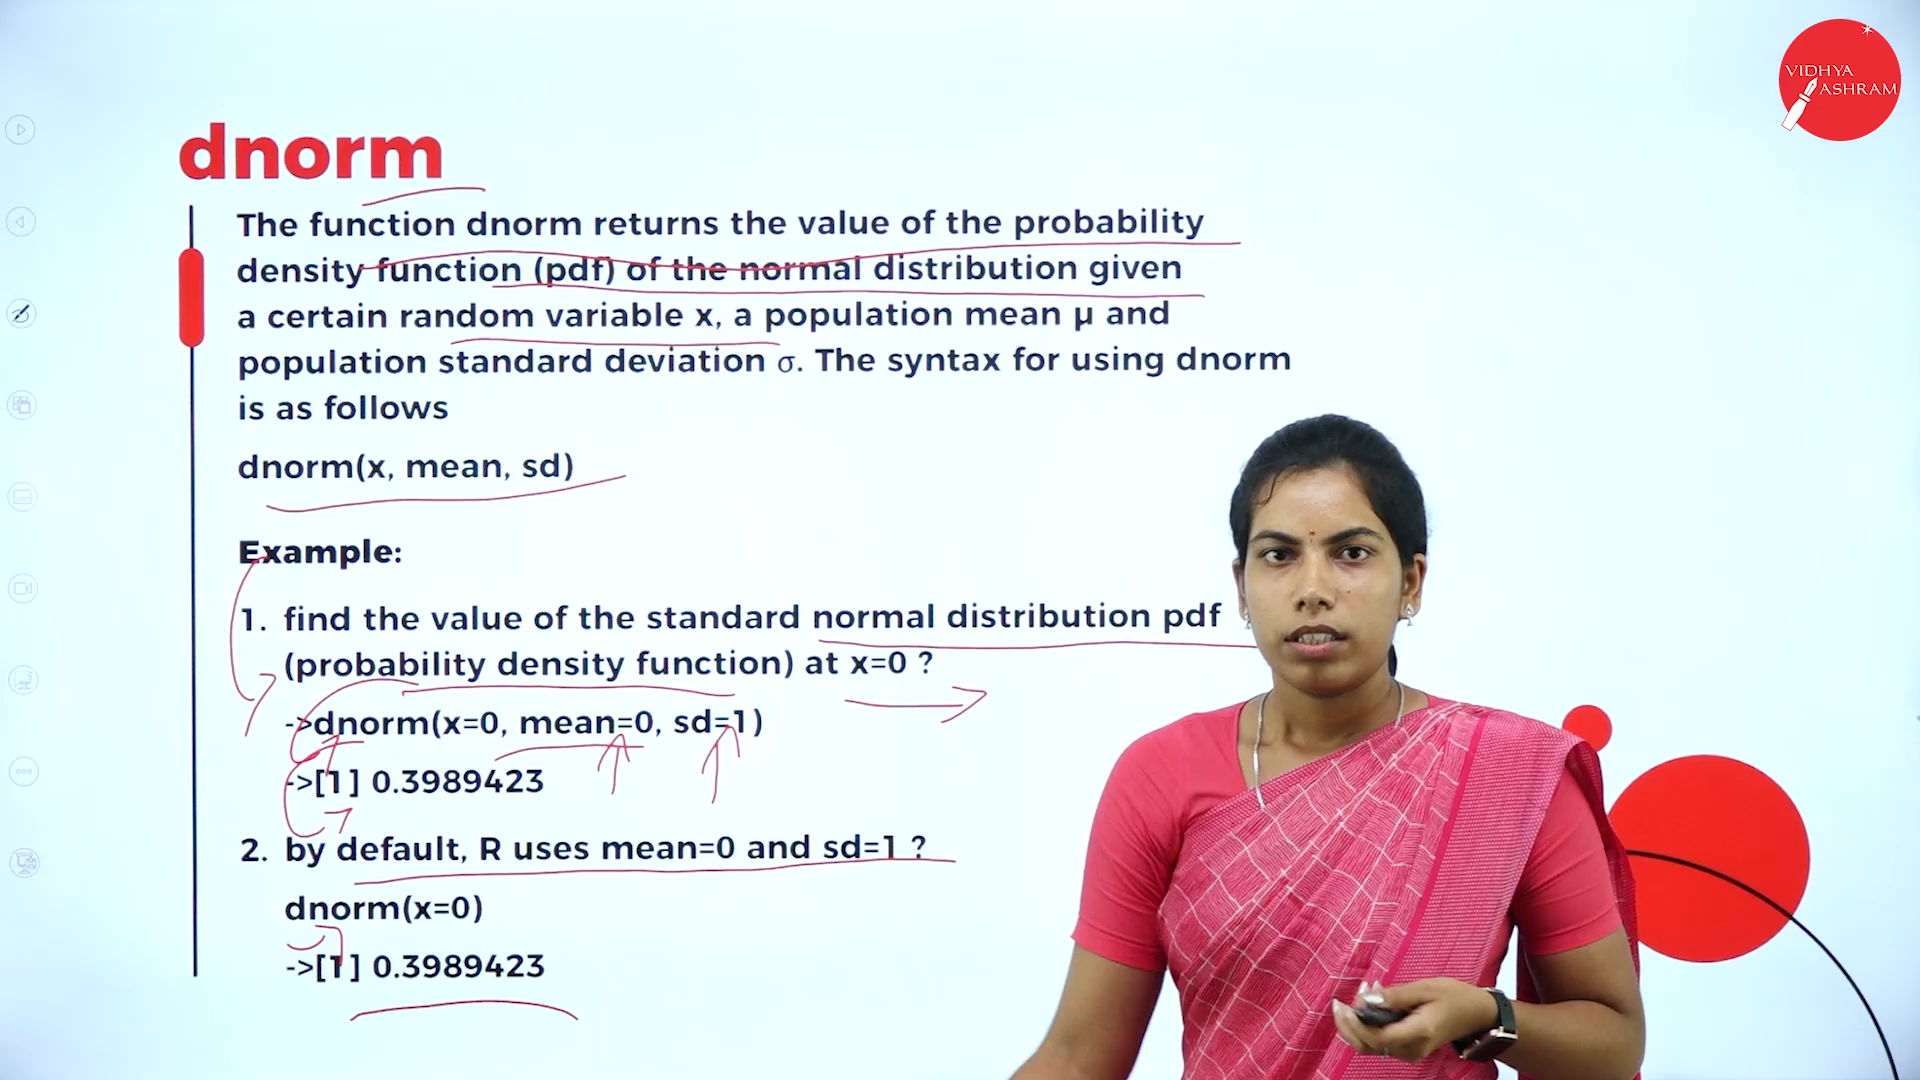 VIDHYA
ASHRAM
dnorm
The function dnorm returns the value of the probability
density function (pdf) of the normal distribution given
a certain random variable x, a population mean μ and
population standard deviation σ. The syntax for using dnorm
is as follows
dnorm(x, mean, sd)
Example:
1. find the value of the standard normal distribution pdf
(probability density function) at x=0 ?
->dnorm(x=0, mean=0, sd=1)
->[1] 0.3989423
2. by default, R uses mean=0 and sd=1 ?
dnorm(x=0)
->[1] 0.3989423